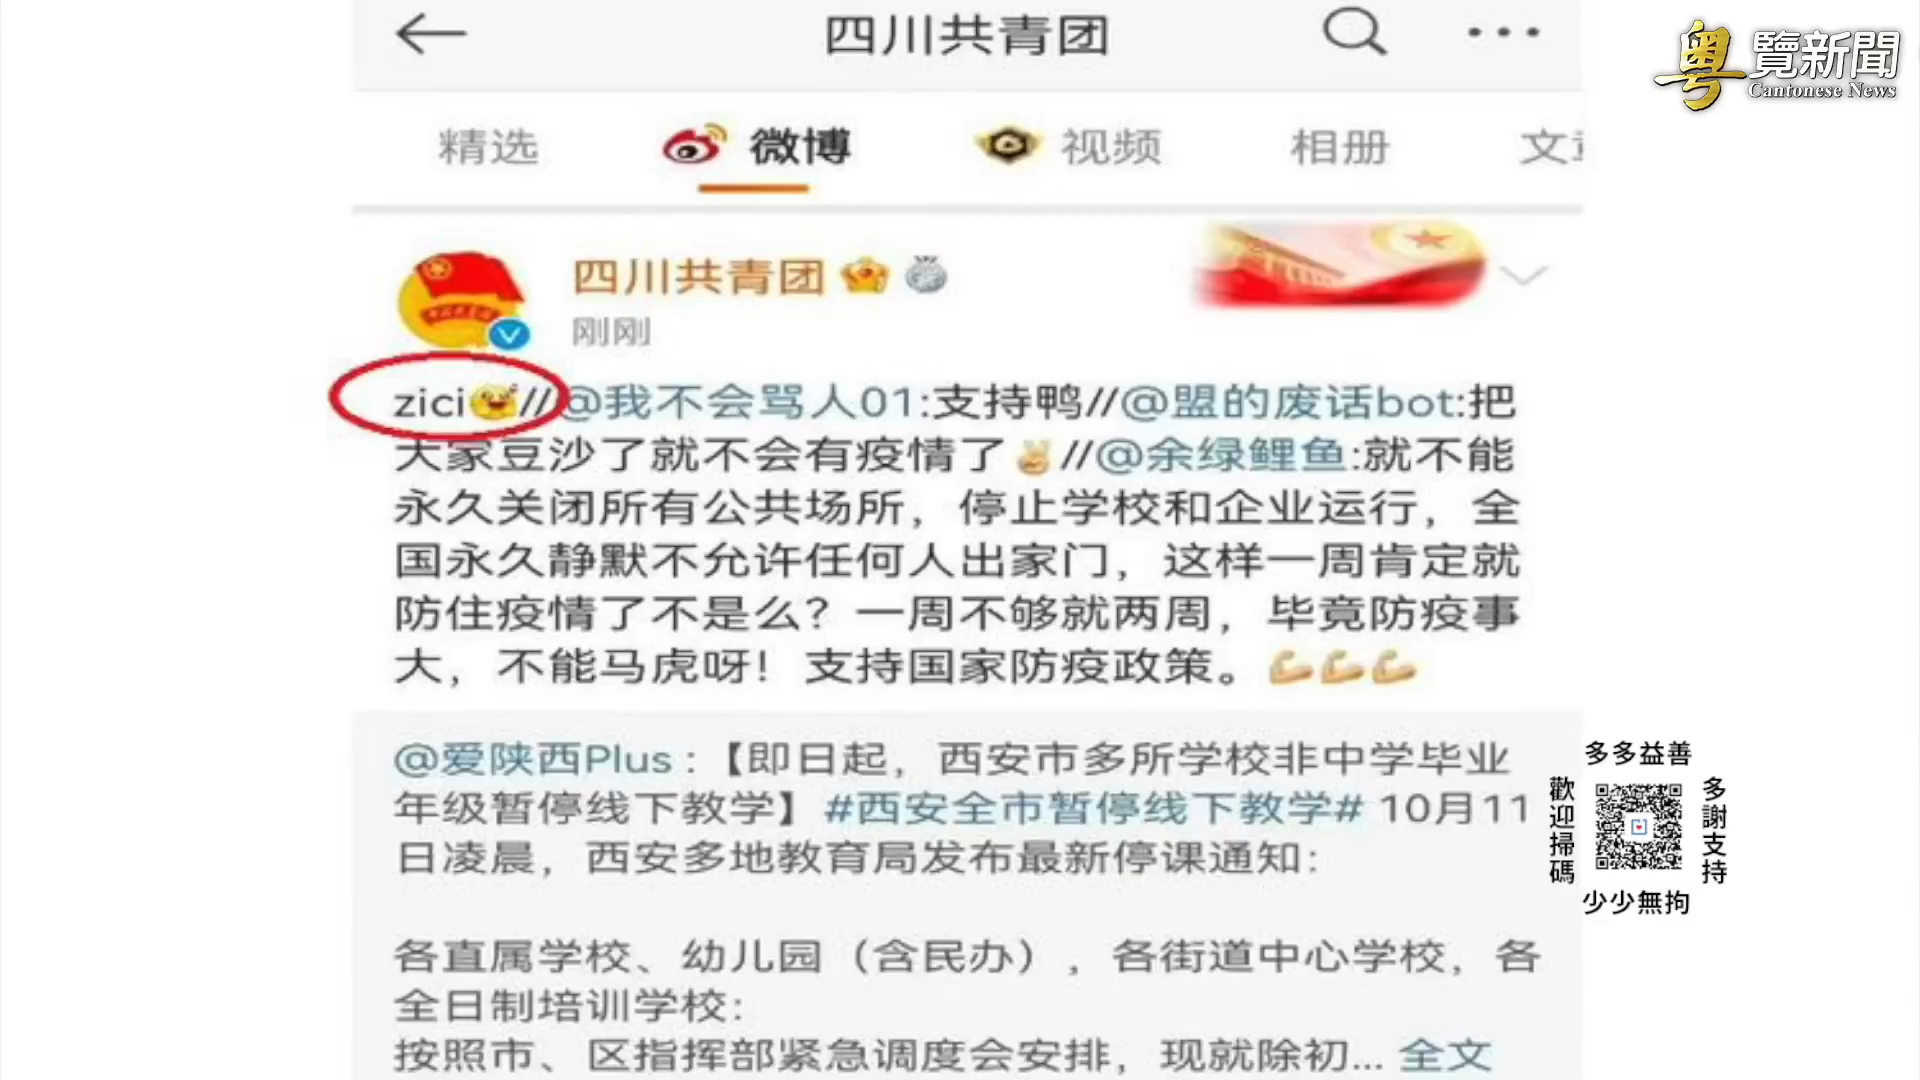 四川共青团
粤覽新聞
Cantonese News
精选 微博 视频 相册 文章
四川共青团
刚刚
zici//@我不会骂人01:支持鸭//@盟的废话bot:把
大家豆沙了就不会有疫情了✌//@余绿鲤鱼:就不能
永久关闭所有公共场所，停止学校和企业运行，全
国永久静默不允许任何人出家门，这样一周肯定就
防住疫情了不是么？一周不够就两周，毕竟防疫事
大，不能马虎呀！支持国家防疫政策。💪💪💪
@爱陕西Plus：【即日起，西安市多所学校非中学毕业
年级暂停线下教学】#西安全市暂停线下教学# 10月11
日凌晨，西安多地教育局发布最新停课通知：
各直属学校、幼儿园（含民办），各街道中心学校，各
全日制培训学校：
按照市、区指挥部紧急调度会安排，现就除初... 全文
多多益善
歡迎掃碼
多謝支持
少少無拘